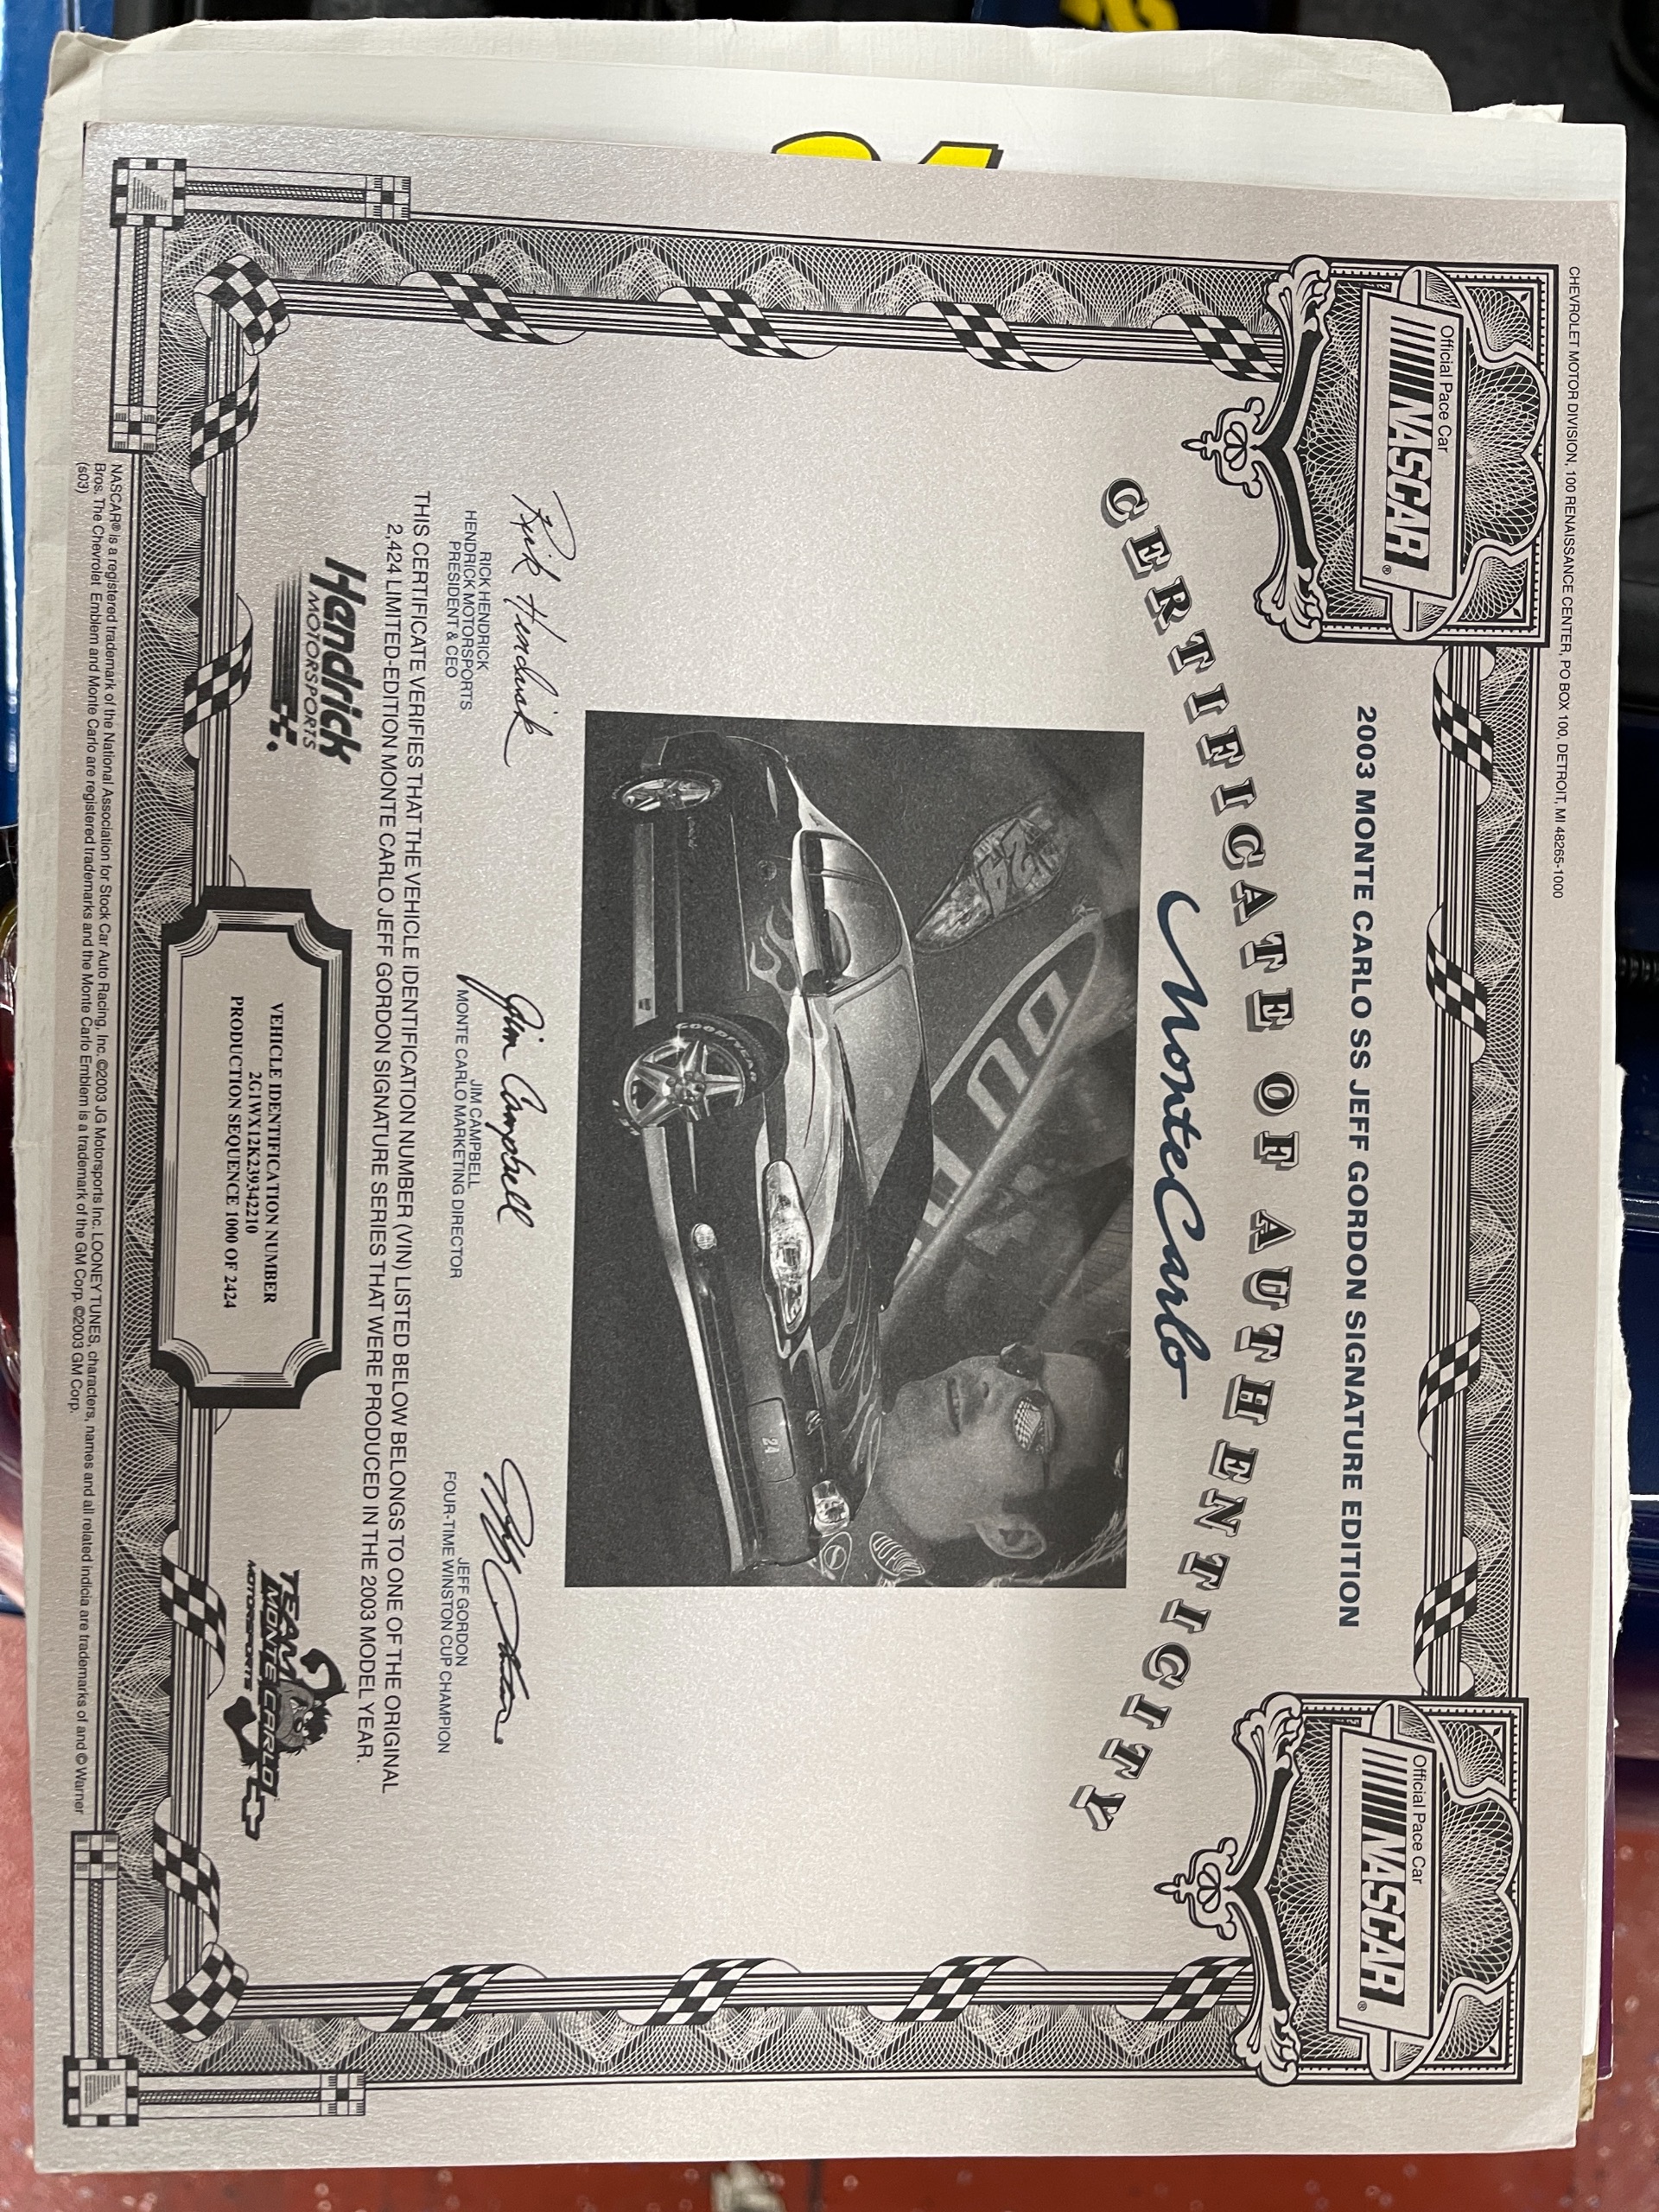 CHEVROLET MOTOR DIVISION, 100 RENAISSANCE CENTER, PO BOX 100, DETROIT, MI 48265-1000
Official Pace Car
NASCAR®
Official Pace Car
NASCAR®
2003 MONTE CARLO SS JEFF GORDON SIGNATURE EDITION
CERTIFICATE OF AUTHENTICITY
Monte Carlo
24
GOODYEAR
24
Rick Hendrick
RICK HENDRICK
HENDRICK MOTORSPORTS
PRESIDENT & CEO
Jim Campbell
JIM CAMPBELL
MONTE CARLO MARKETING DIRECTOR
JEFF GORDON
FOUR-TIME WINSTON CUP CHAMPION
THIS CERTIFICATE VERIFIES THAT THE VEHICLE IDENTIFICATION NUMBER (VIN) LISTED BELOW BELONGS TO ONE OF THE ORIGINAL
2,424 LIMITED-EDITION MONTE CARLO JEFF GORDON SIGNATURE SERIES THAT WERE PRODUCED IN THE 2003 MODEL YEAR.
Hendrick
MOTORSPORTS
VEHICLE IDENTIFICATION NUMBER
2G1WX12K239342210
PRODUCTION SEQUENCE 1000 OF 2424
TEAM
MONTE CARLO
MOTORSPORTS
NASCAR® is a registered trademark of the National Association for Stock Car Auto Racing, Inc. ©2003 JG Motorsports Inc. LOONEY TUNES, characters, names and all related indicia are trademarks of and © Warner
Bros. The Chevrolet Emblem and Monte Carlo are registered trademarks and the Monte Carlo Emblem is a trademark of the GM Corp. ©2003 GM Corp.
(s03)